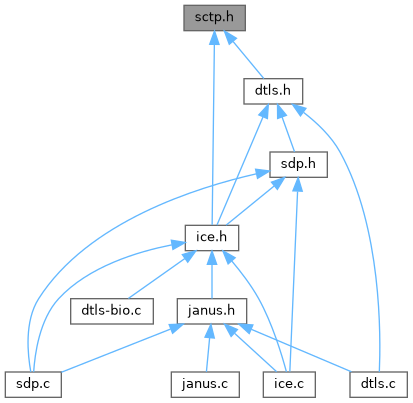 sctp.h
dtls.h
sdp.h
ice.h
dtls-bio.c
janus.h
sdp.c
janus.c
ice.c
dtls.c